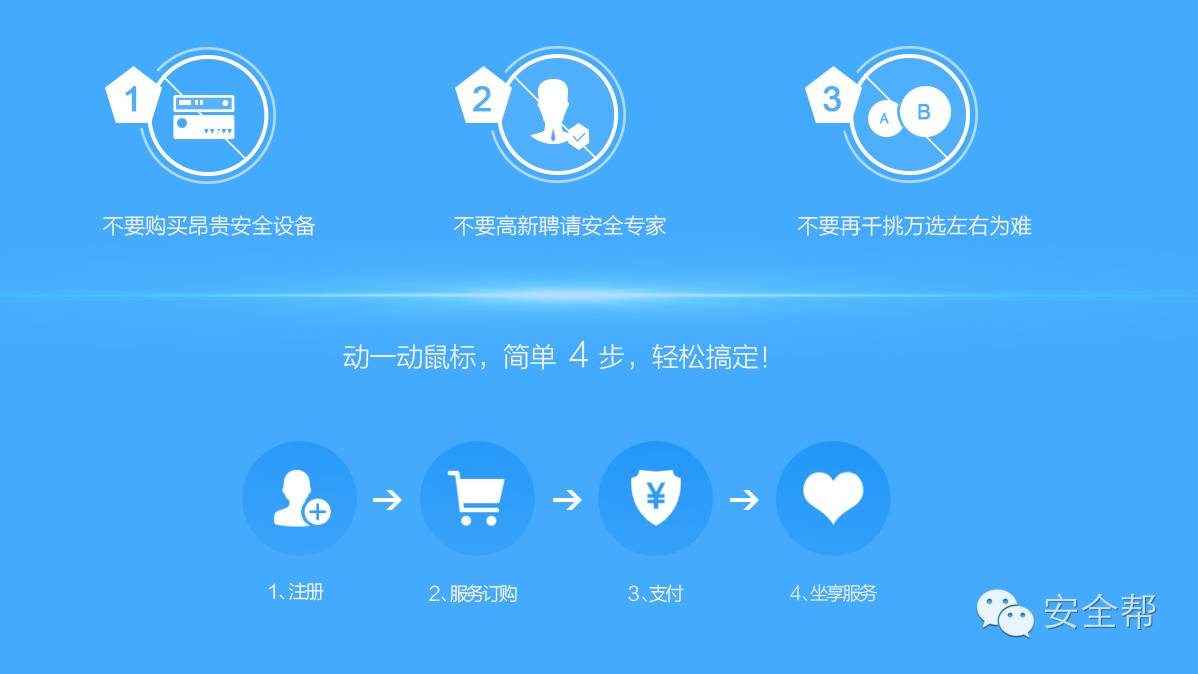 1
2
3
A
B
不要购买昂贵安全设备
不要高新聘请安全专家
不要再千挑万选左右为难
动一动鼠标，简单 4 步，轻松搞定！
¥
1、注册
2、服务订购
3、支付
4、坐享服务
安全帮